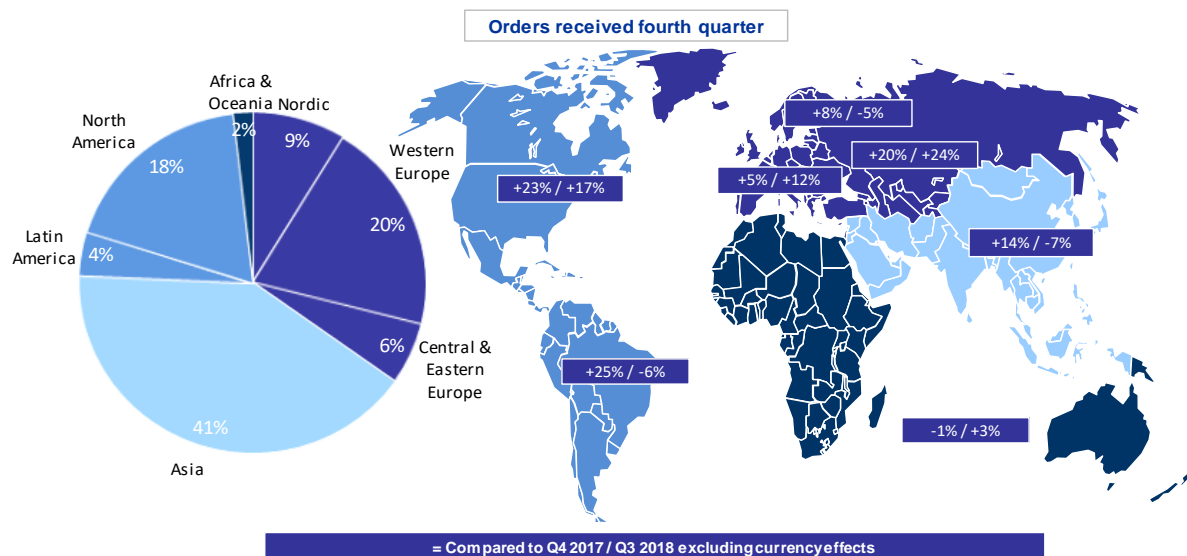 Orders received fourth quarter
Africa &
Oceania
Nordic
2%
9%
North
America
18%
Western
Europe
20%
Latin
America
4%
6%
Central &
Eastern
Europe
41%
Asia
+8% / -5%
+20% / +24%
+23% / +17%
+5% / +12%
+14% / -7%
+25% / -6%
-1% / +3%
= Compared to Q4 2017 / Q3 2018 excluding currency effects